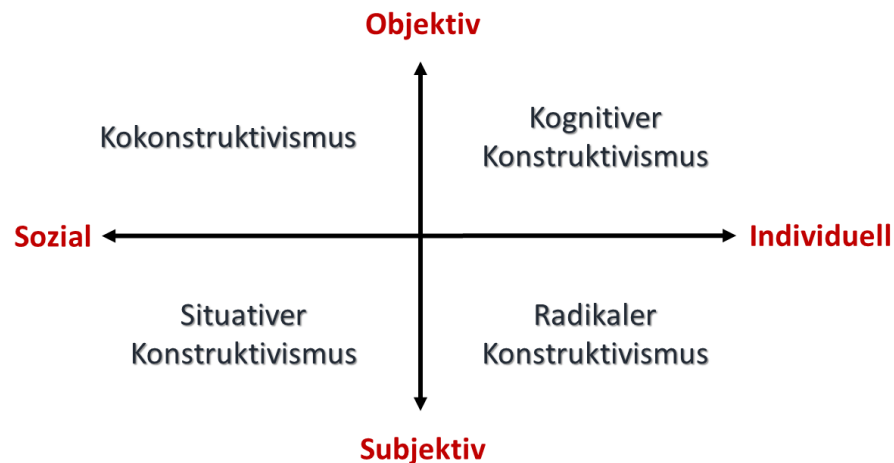 Objektiv
Kokonstruktivismus
Kognitiver
Konstruktivismus
Sozial
Individuell
Situativer
Konstruktivismus
Radikaler
Konstruktivismus
Subjektiv